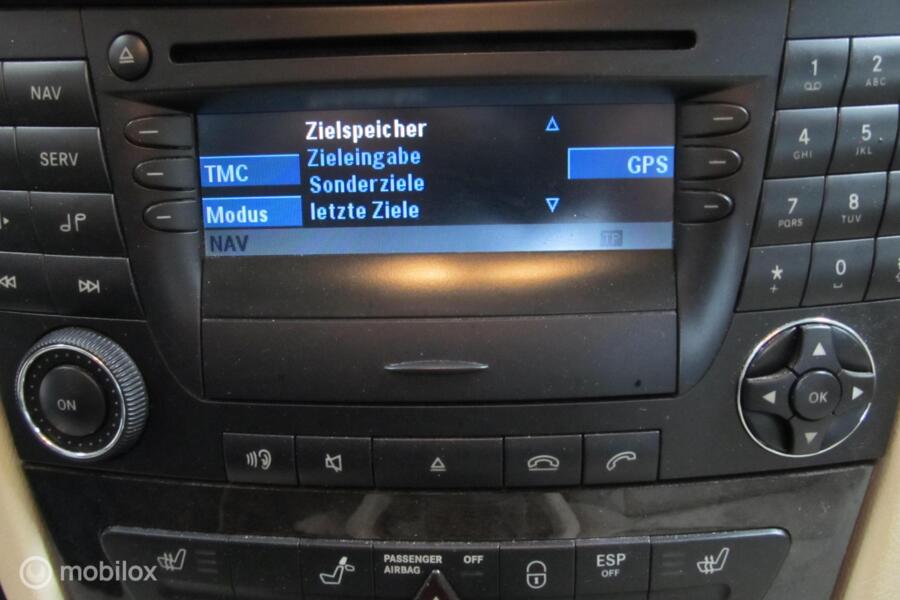 NAV
SERV
Zielspeicher
Zieleingabe
TMC
GPS
Sonderziele
Modus
letzte Ziele
NAV
TP
1
2
ABC
4
GHI
5
JKL
7
PQRS
8
TUV
*
+
0
ON
OK
PASSENGER
AIRBAG
OFF
ESP
OFF
mobilox